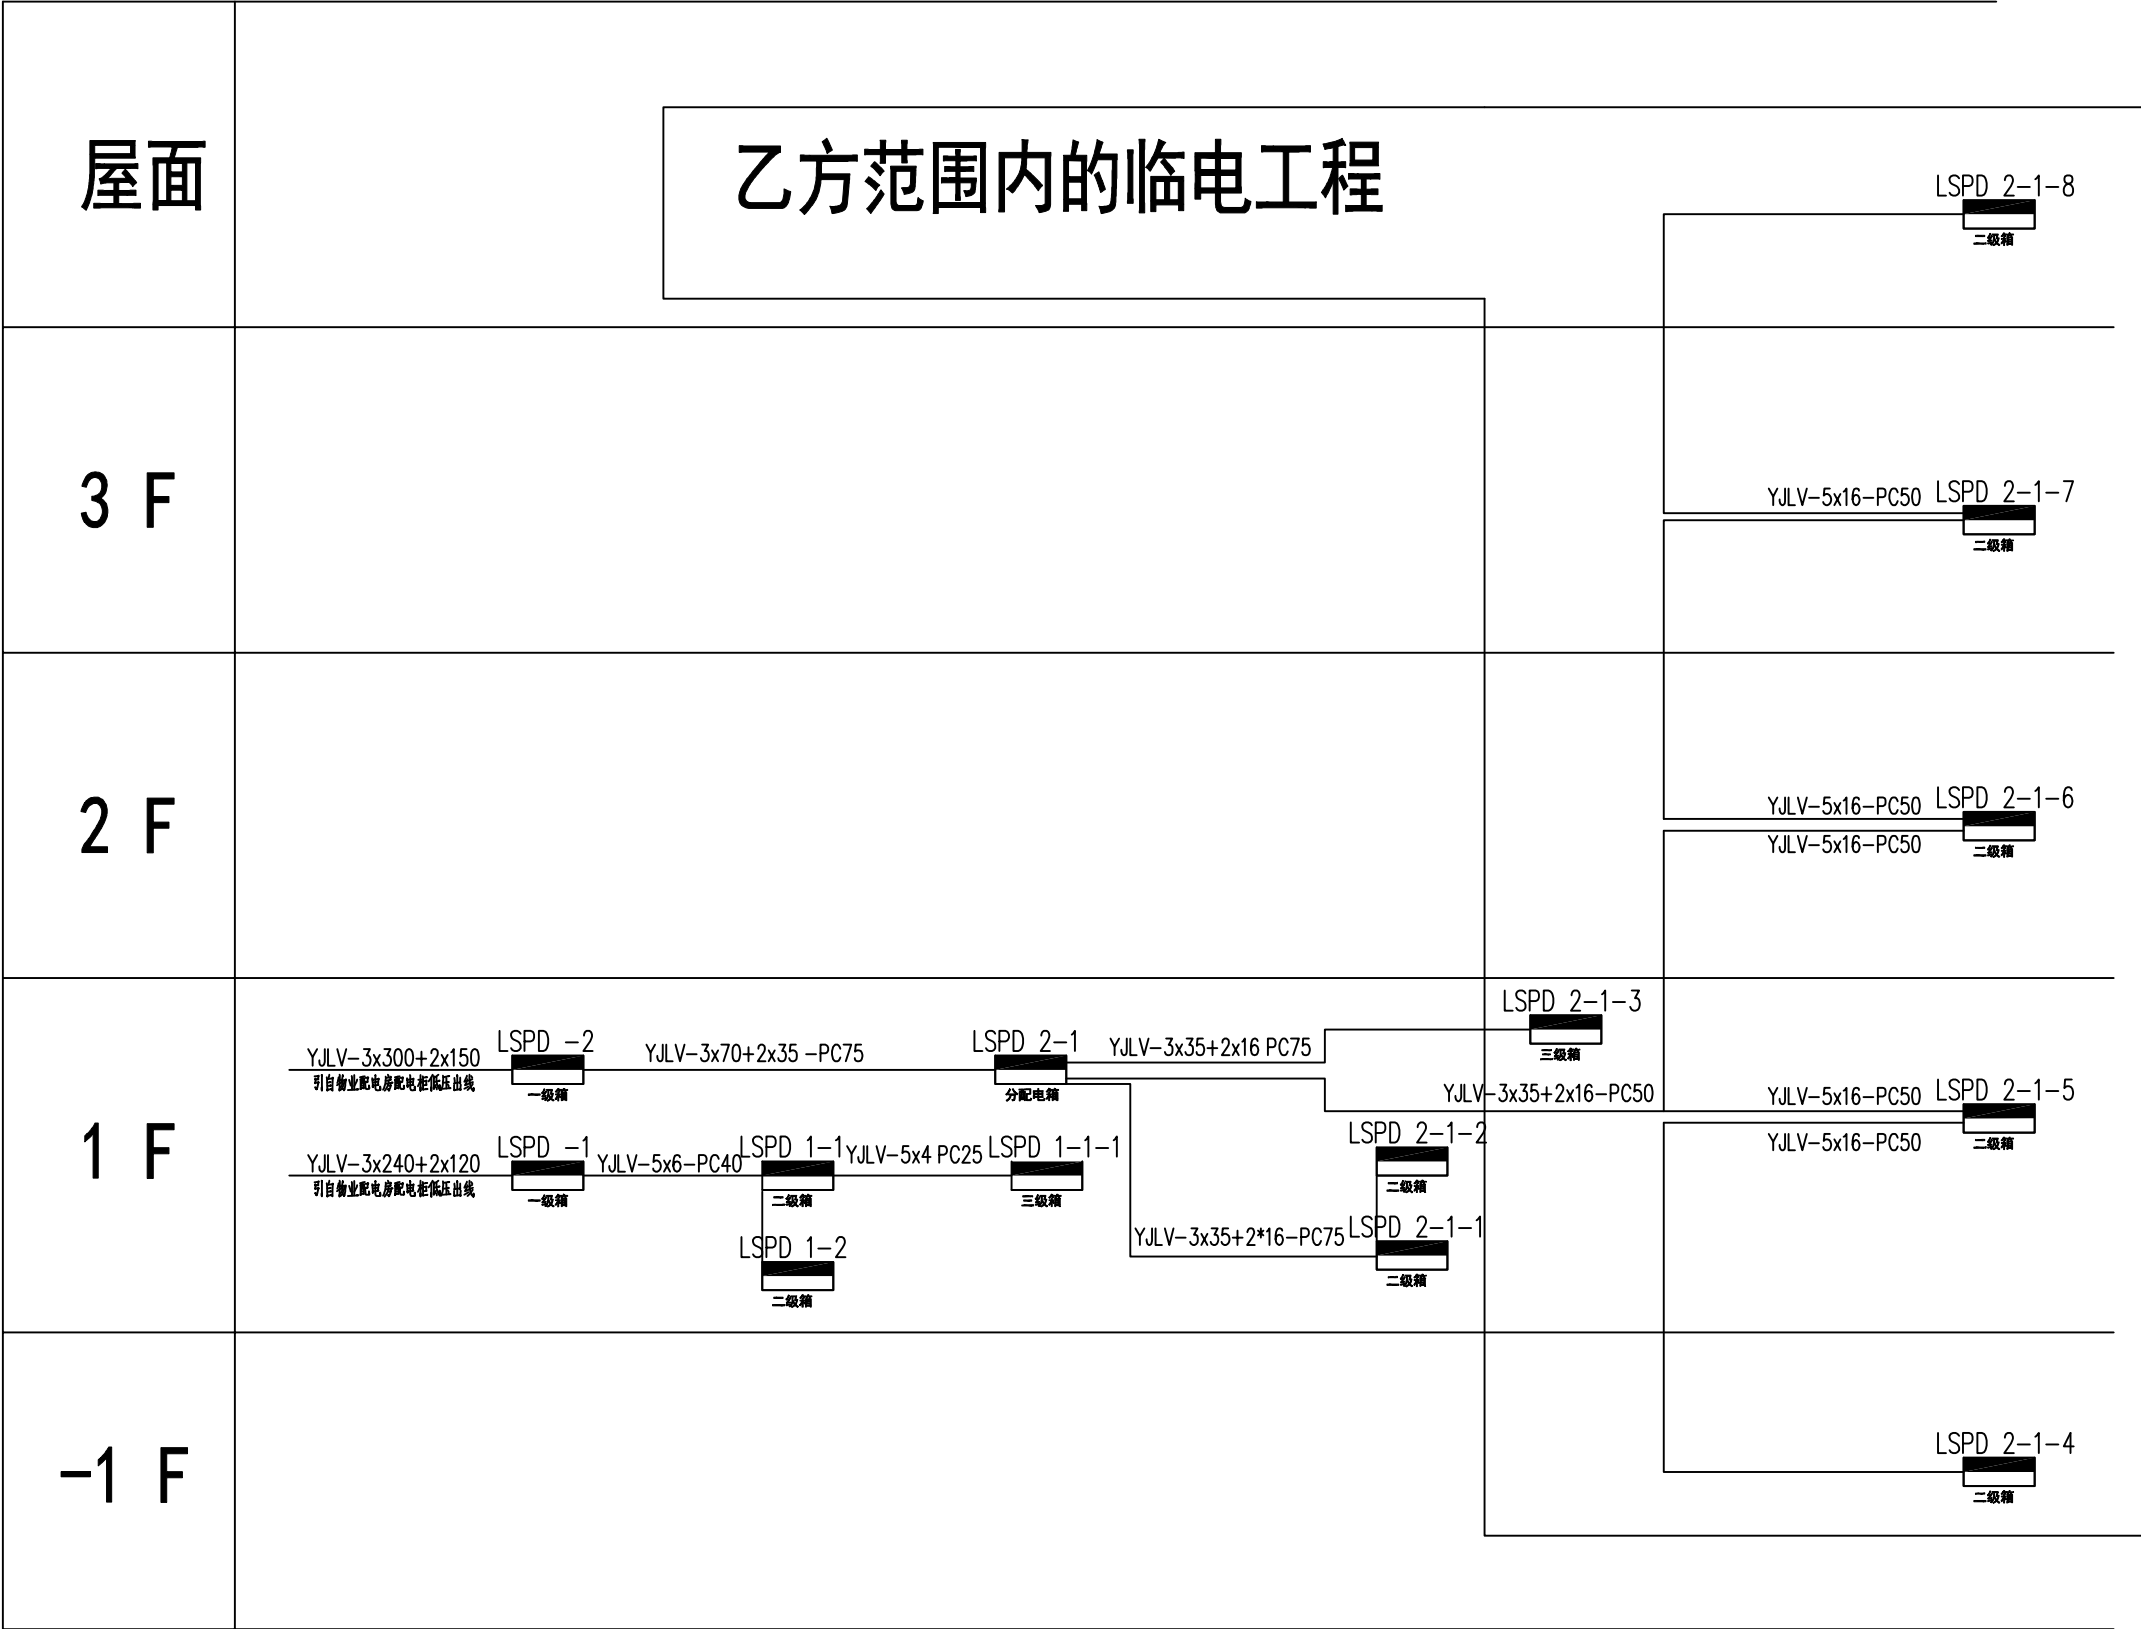 屋面
乙方范围内的临电工程
LSPD 2-1-8
二级箱
3 F
YJLV-5x16-PC50
LSPD 2-1-7
二级箱
2 F
YJLV-5x16-PC50
LSPD 2-1-6
YJLV-5x16-PC50
二级箱
1 F
LSPD 2-1-3
三级箱
YJLV-3x300+2x150
引自物业配电房配电柜低压出线
LSPD -2
一级箱
YJLV-3x70+2x35 -PC75
LSPD 2-1
分配电箱
YJLV-3x35+2x16 PC75
YJLV-3x35+2x16-PC50
YJLV-5x16-PC50
LSPD 2-1-5
YJLV-5x16-PC50
二级箱
YJLV-3x240+2x120
引自物业配电房配电柜低压出线
LSPD -1
一级箱
YJLV-5x6-PC40
LSPD 1-1
二级箱
YJLV-5x4 PC25
LSPD 1-1-1
三级箱
LSPD 2-1-2
二级箱
LSPD 1-2
二级箱
YJLV-3x35+2*16-PC75
LSPD 2-1-1
二级箱
-1 F
LSPD 2-1-4
二级箱